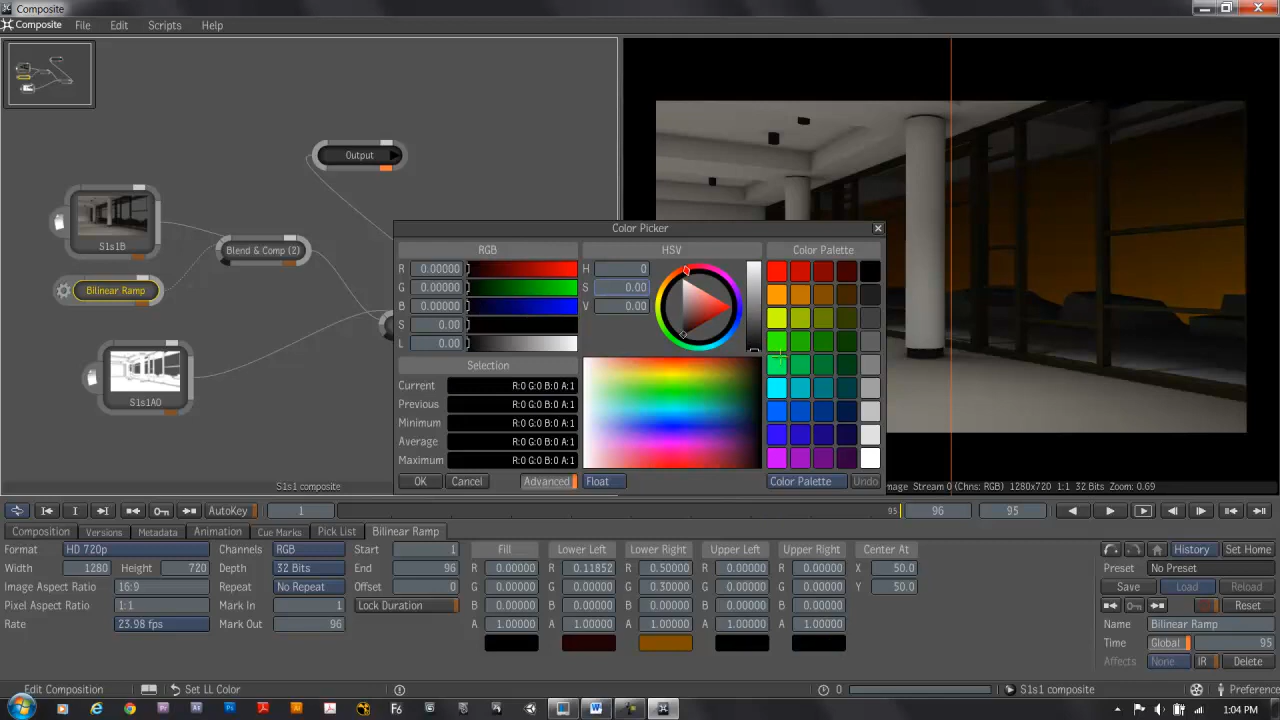 Composite
Composite File Edit Scripts Help
Output
S1s1B
Blend & Comp (2)
Bilinear Ramp
S1s1AO
S1s1 composite
Color Picker
RGB HSV Color Palette
R 0.00000 H 0
G 0.00000 S 0.00
B 0.00000 V 0.00
S 0.00
L 0.00
Selection
Current R:0 G:0 B:0 A:1
Previous R:0 G:0 B:0 A:1
Minimum R:0 G:0 B:0 A:1
Average R:0 G:0 B:0 A:1
Maximum R:0 G:0 B:0 A:1
OK Cancel Advanced Float Color Palette Undo
mage Stream 0 (Chns: RGB) 1280x720 1:1 32 Bits Zoom: 0.69
AutoKey 1 95 96 95
Composition Versions Metadata Animation Cue Marks Pick List Bilinear Ramp
Format HD 720p Channels RGB Start 1 Fill Lower Left Lower Right Upper Left Upper Right Center At History Set Home
Width 1280 Height 720 Depth 32 Bits End 96 R 0.00000 R 0.11852 R 0.50000 R 0.00000 R 0.00000 X 50.0 Preset No Preset
Image Aspect Ratio 16:9 Repeat No Repeat Offset 0 G 0.00000 G 0.00000 G 0.30000 G 0.00000 G 0.00000 Y 50.0 Save Load Reload
Pixel Aspect Ratio 1:1 Mark In 1 Lock Duration B 0.00000 B 0.00000 B 0.00000 B 0.00000 B 0.00000 Reset
Rate 23.98 fps Mark Out 96 A 1.00000 A 1.00000 A 1.00000 A 1.00000 A 1.00000 Name Bilinear Ramp
Time Global 95
Affects None IR Delete
Edit Composition Set LL Color 0 S1s1 composite Preference
1:04 PM